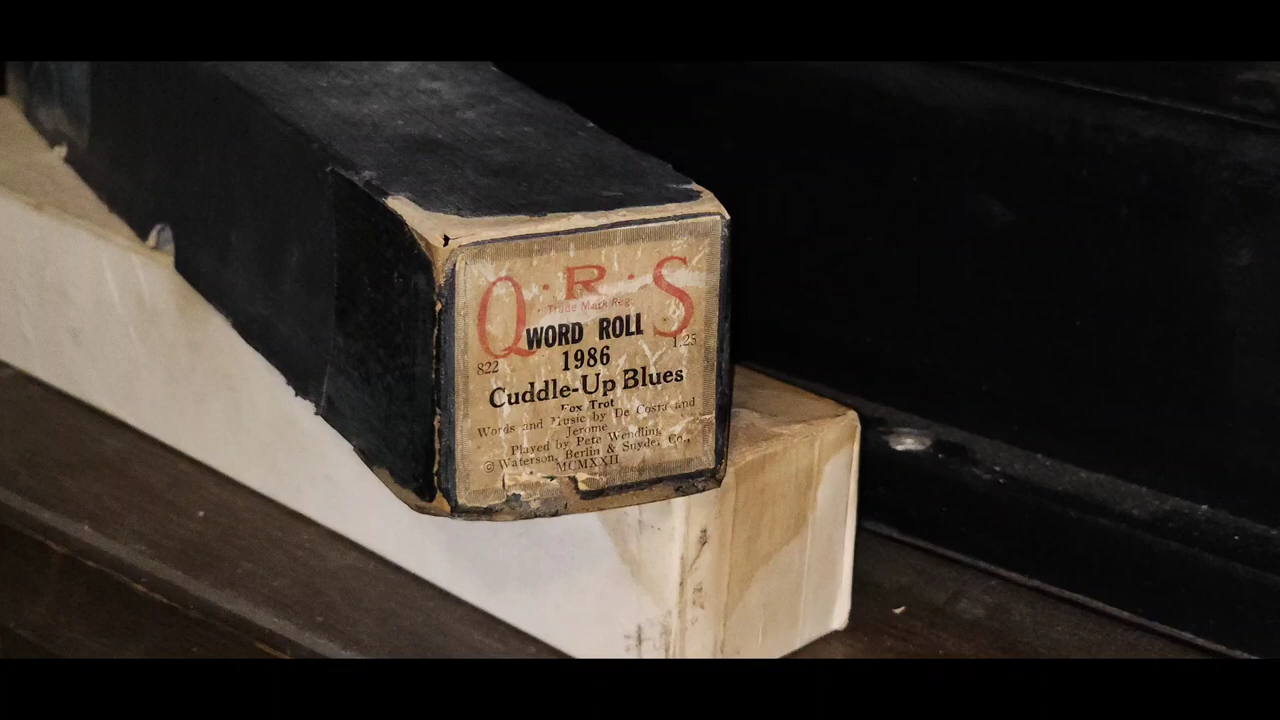 Q·R·S
Trade Mark Reg.
WORD ROLL
822 1986 1.25
Cuddle-Up Blues
Fox Trot
Words and Music by De Costa and
Jerome
Played by Pete Wendling
© Waterson, Berlin & Snyder Co.,
MCMXXII